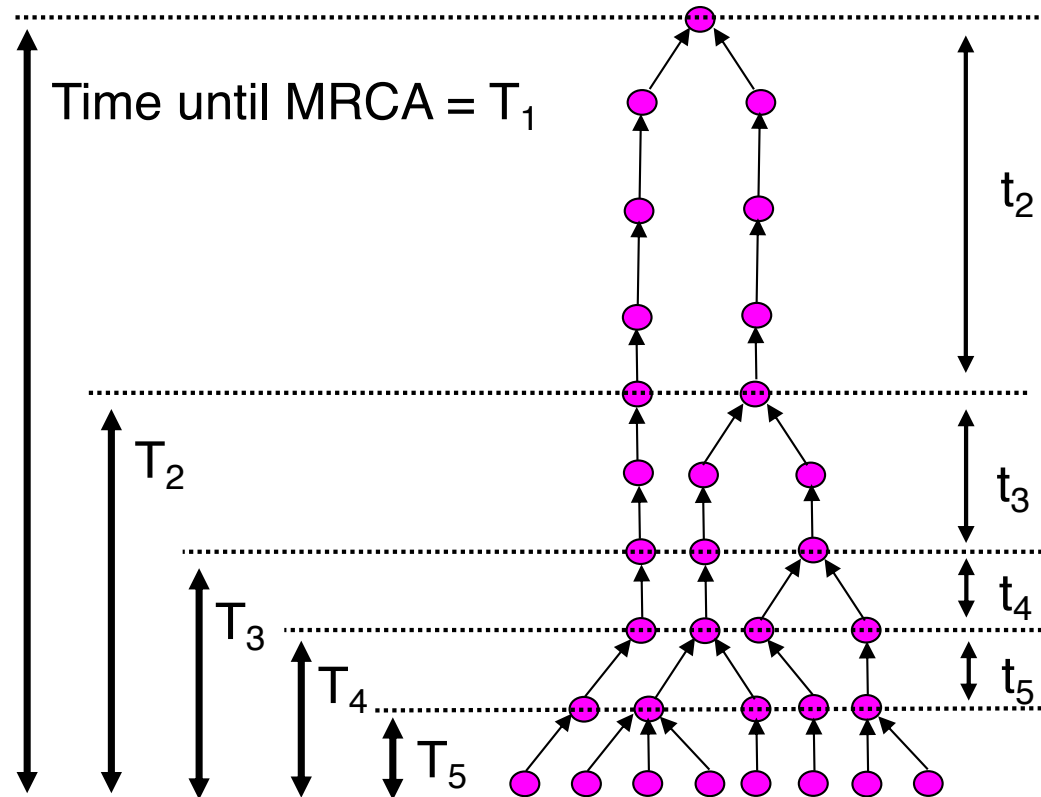 Time until MRCA = T₁
t₂
T₂
t₃
T₃
t₄
T₄
t₅
T₅